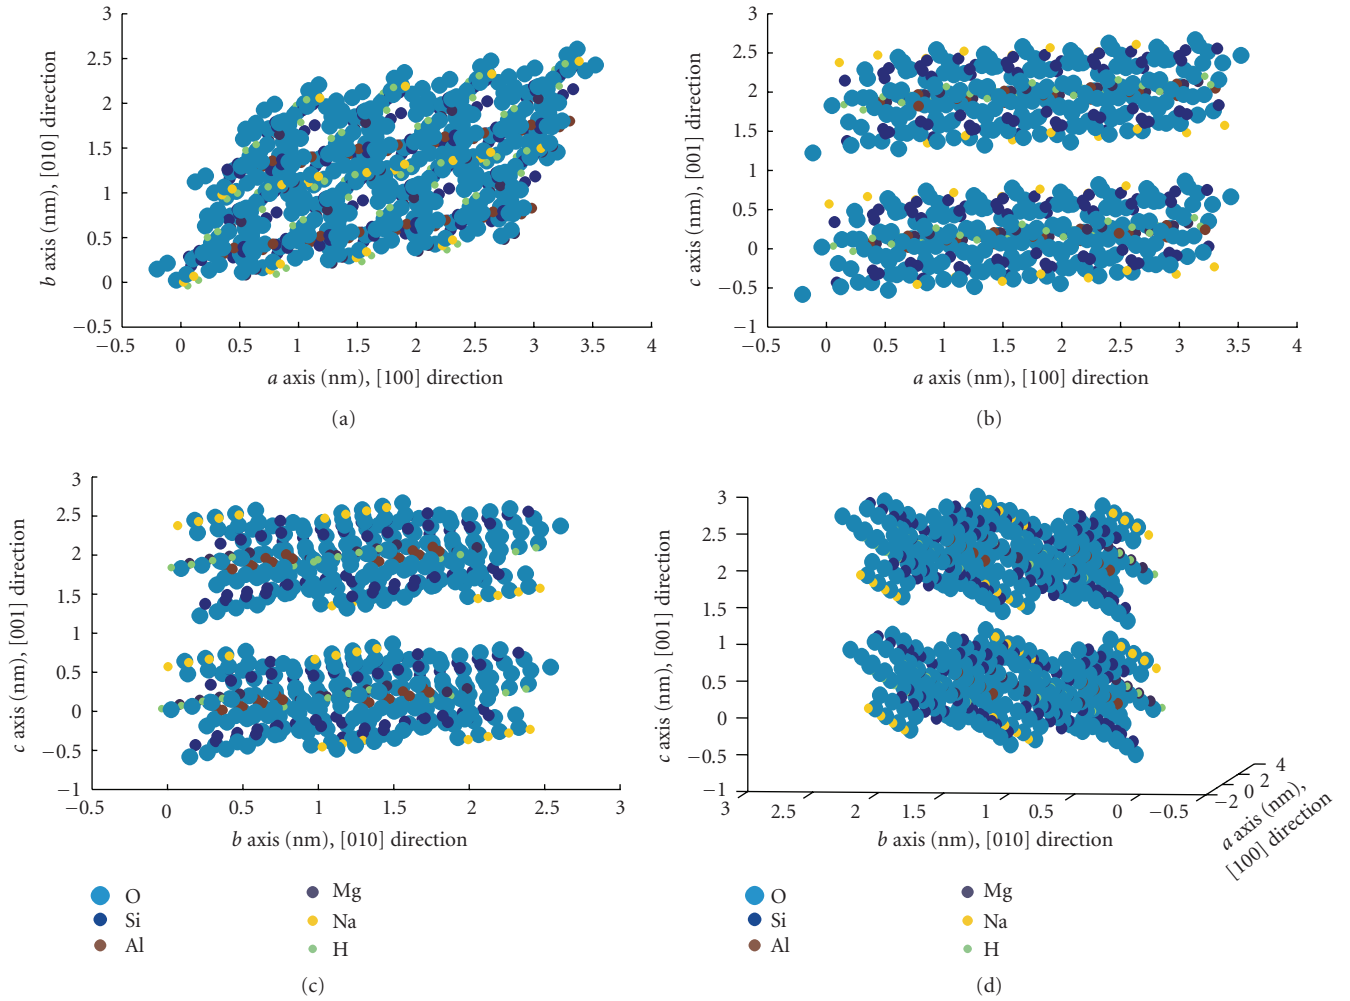 3
2.5
2
1.5
1
0.5
0
−0.5
b axis (nm), [010] direction
−0.5 0 0.5 1 1.5 2 2.5 3 3.5 4
a axis (nm), [100] direction
(a)
3
2.5
2
1.5
1
0.5
0
−0.5
−1
c axis (nm), [001] direction
−0.5 0 0.5 1 1.5 2 2.5 3 3.5 4
a axis (nm), [100] direction
(b)
3
2.5
2
1.5
1
0.5
0
−0.5
−1
c axis (nm), [001] direction
−0.5 0 0.5 1 1.5 2 2.5 3
b axis (nm), [010] direction
O
Si
Al
Mg
Na
H
(c)
3
2.5
2
1.5
1
0.5
0
−0.5
−1
c axis (nm), [001] direction
3 2.5 2 1.5 1 0.5 0 −0.5
b axis (nm), [010] direction
−2 0 2 4
a axis (nm),
[100] direction
O
Si
Al
Mg
Na
H
(d)